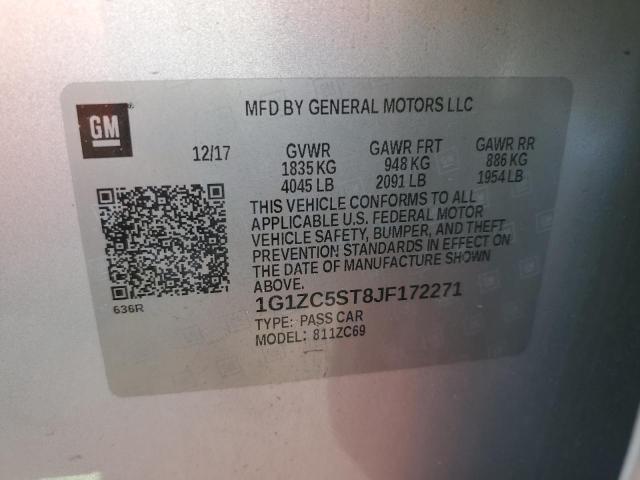 GM
MFD BY GENERAL MOTORS LLC
12/17 GVWR GAWR FRT GAWR RR
1835 KG 948 KG 886 KG
4045 LB 2091 LB 1954 LB
THIS VEHICLE CONFORMS TO ALL
APPLICABLE U.S. FEDERAL MOTOR
VEHICLE SAFETY, BUMPER, AND THEFT
PREVENTION STANDARDS IN EFFECT ON
THE DATE OF MANUFACTURE SHOWN
ABOVE.
636R
1G1ZC5ST8JF172271
TYPE: PASS CAR
MODEL: 811ZC69